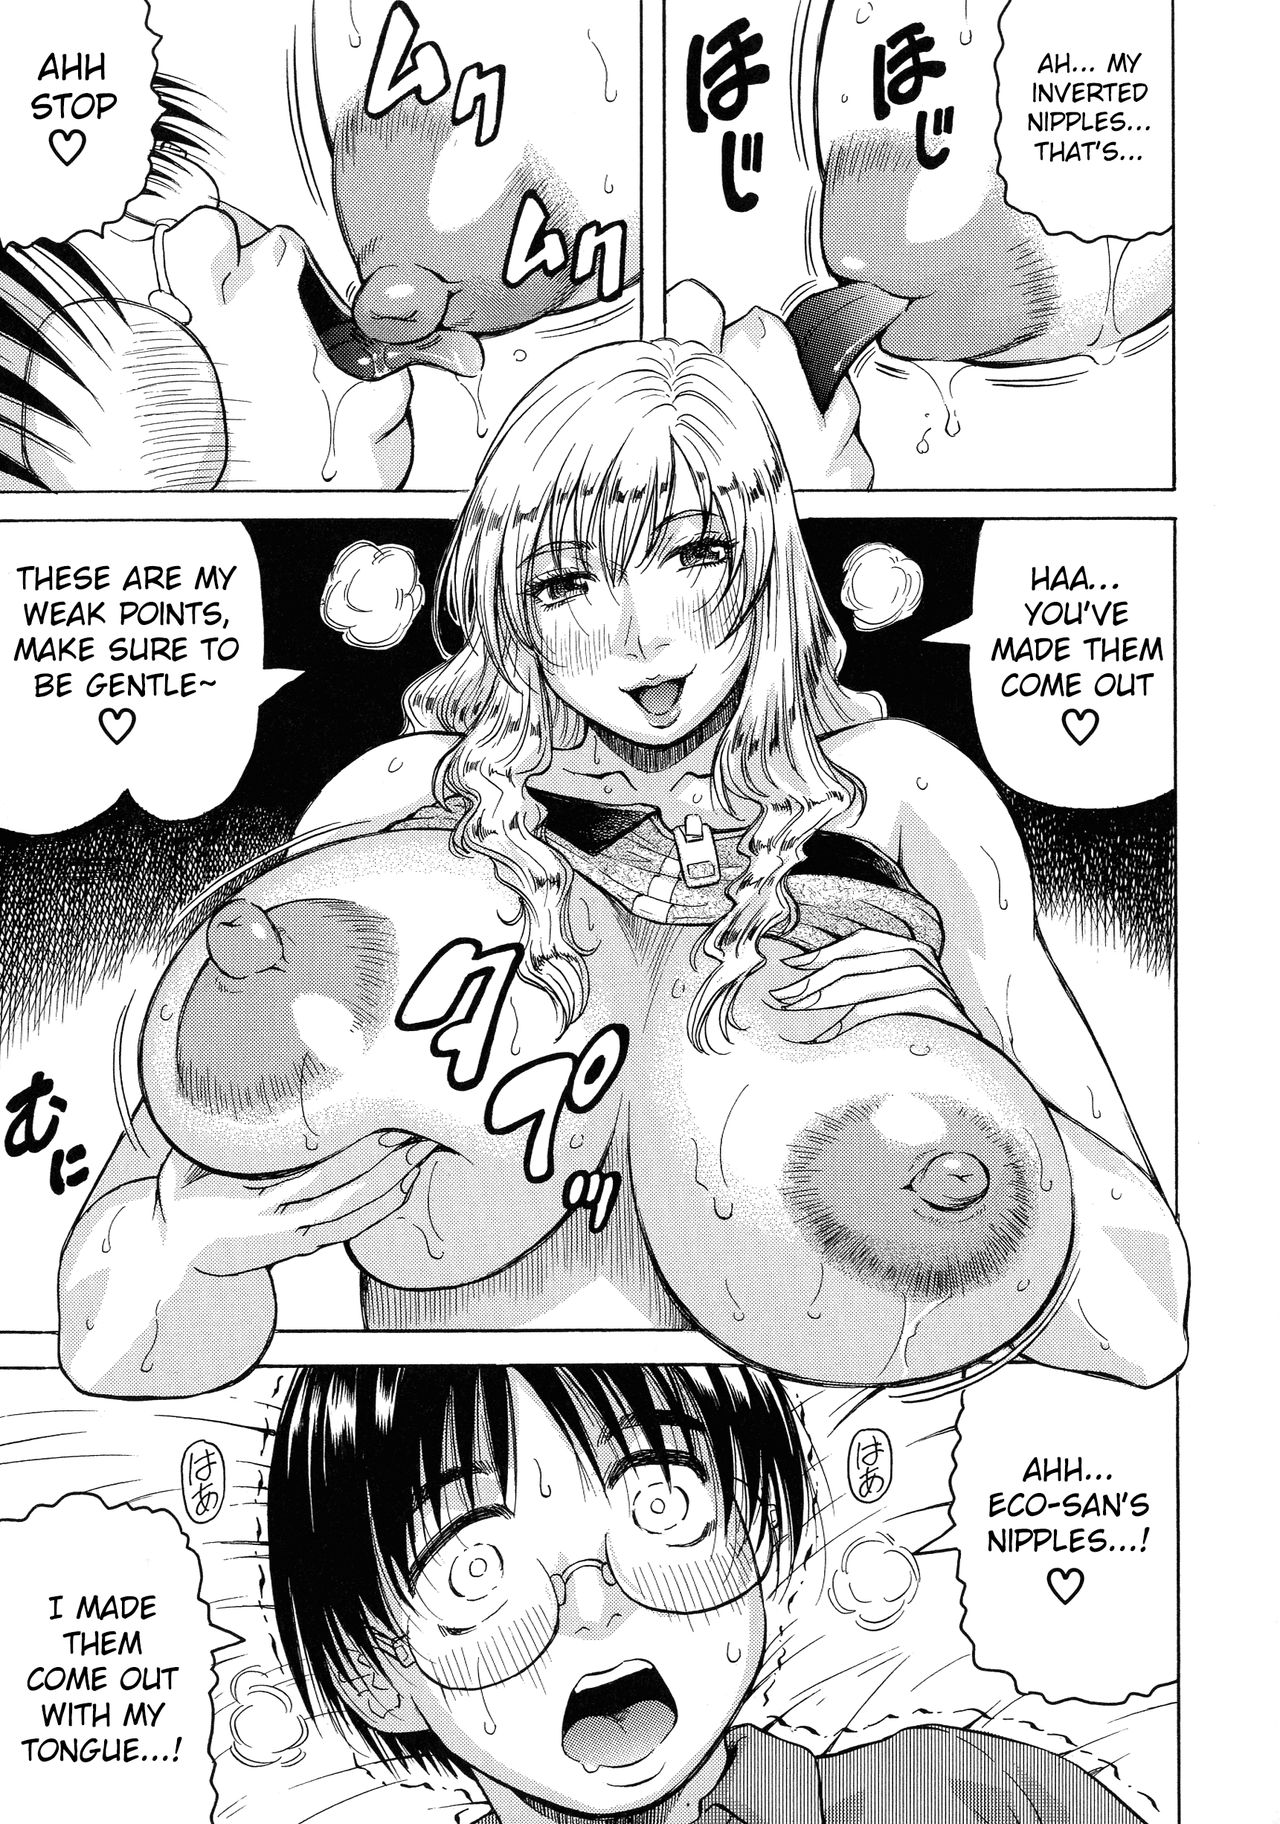 AH... MY
INVERTED
NIPPLES...
THAT'S...
ほじ
ほじ
ムク
ムク
AHH
STOP
♡
HAA...
YOU'VE
MADE THEM
COME OUT
♡
THESE ARE MY
WEAK POINTS,
MAKE SURE TO
BE GENTLE~
♡
タプッ
むに
AHH...
ECO-SAN'S
NIPPLES...!
♡
はあ
はあ
I MADE
THEM
COME OUT
WITH MY
TONGUE...!